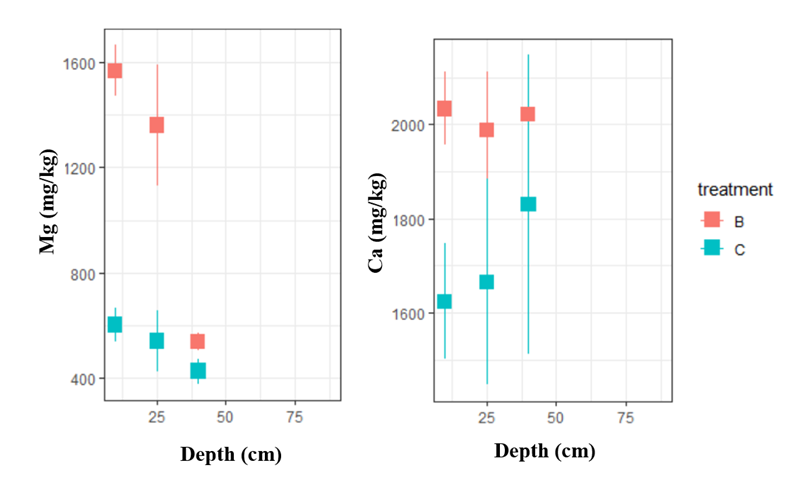 Mg (mg/kg)
1600
1200
800
400
25 50 75
Depth (cm)
Ca (mg/kg)
2000
1800
1600
25 50 75
Depth (cm)
treatment
B
C